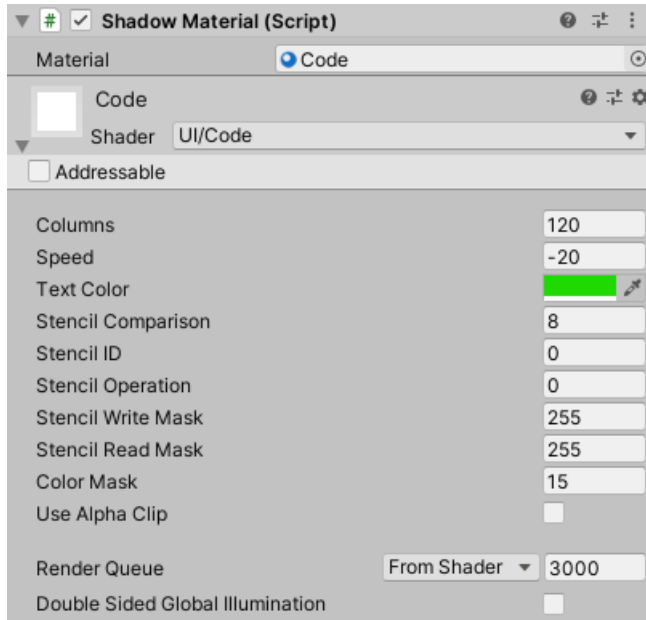 Shadow Material (Script)
Material Code
Code
Shader UI/Code
Addressable
Columns 120
Speed -20
Text Color
Stencil Comparison 8
Stencil ID 0
Stencil Operation 0
Stencil Write Mask 255
Stencil Read Mask 255
Color Mask 15
Use Alpha Clip
Render Queue From Shader 3000
Double Sided Global Illumination